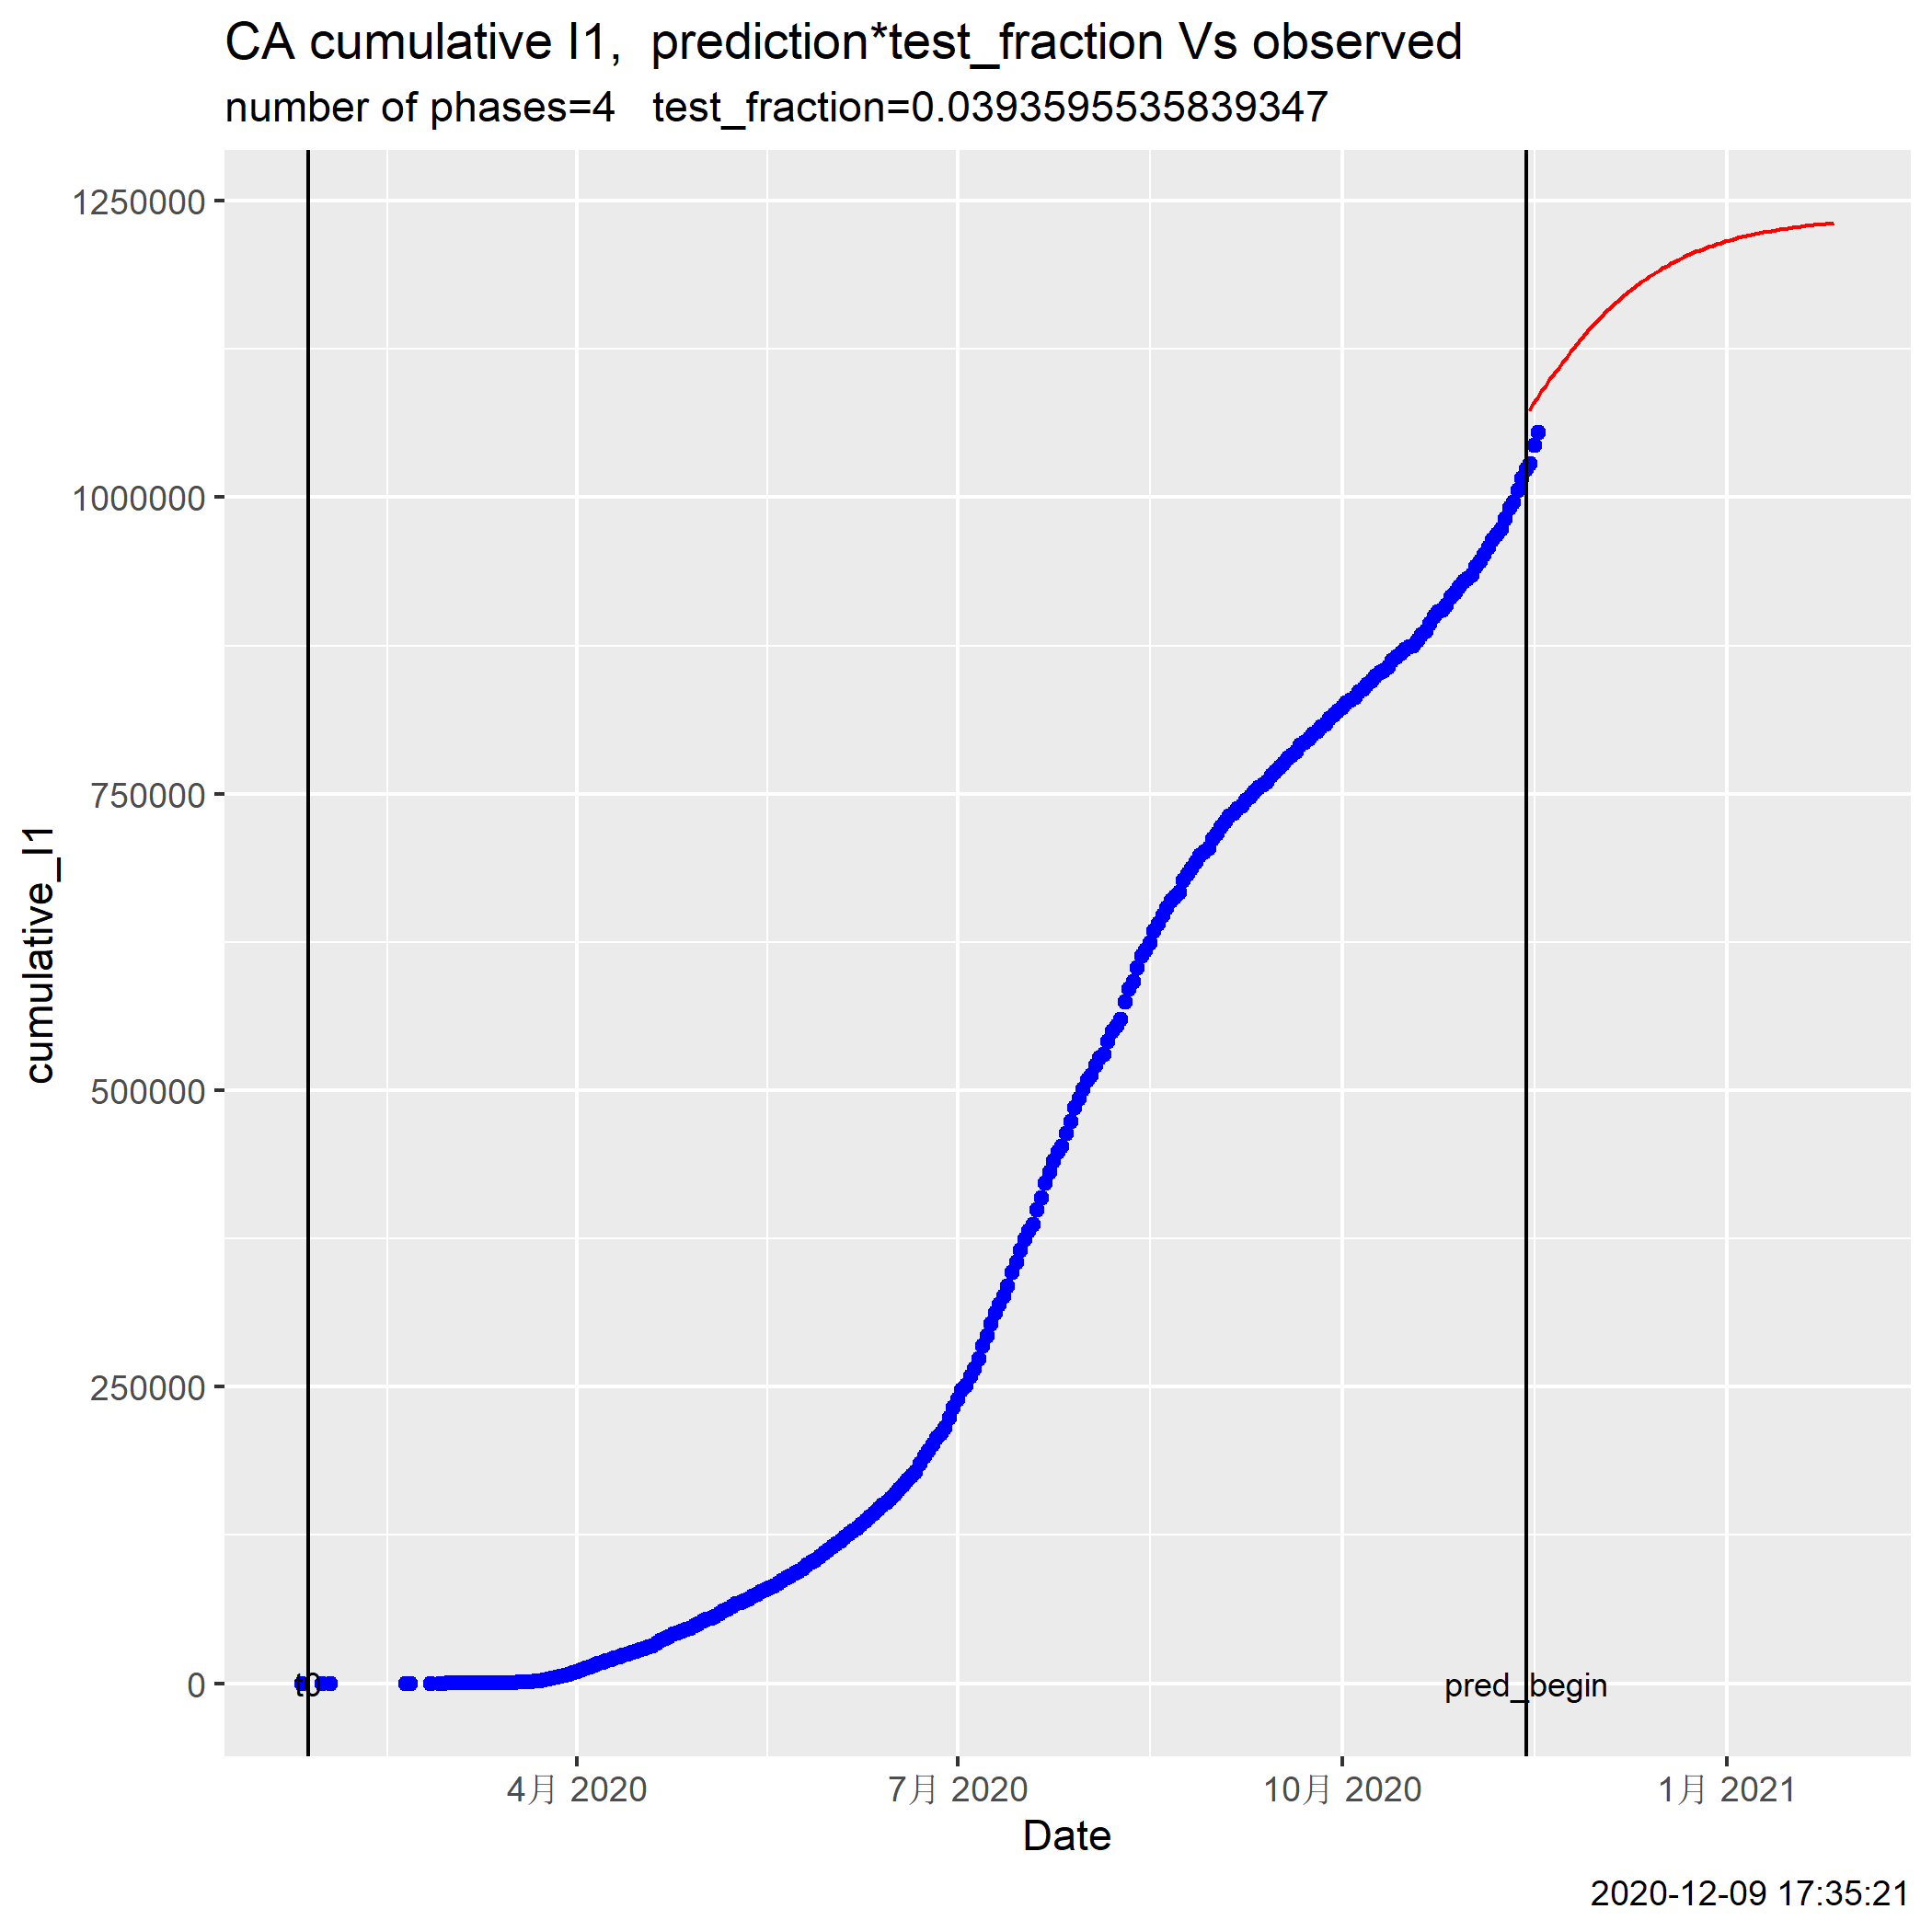 CA cumulative I1,  prediction*test_fraction Vs observed
number of phases=4   test_fraction=0.0393595535839347
1250000
1000000
750000
500000
250000
0
cumulative_I1
t0
pred_begin
4月 2020
7月 2020
10月 2020
1月 2021
Date
2020-12-09 17:35:21